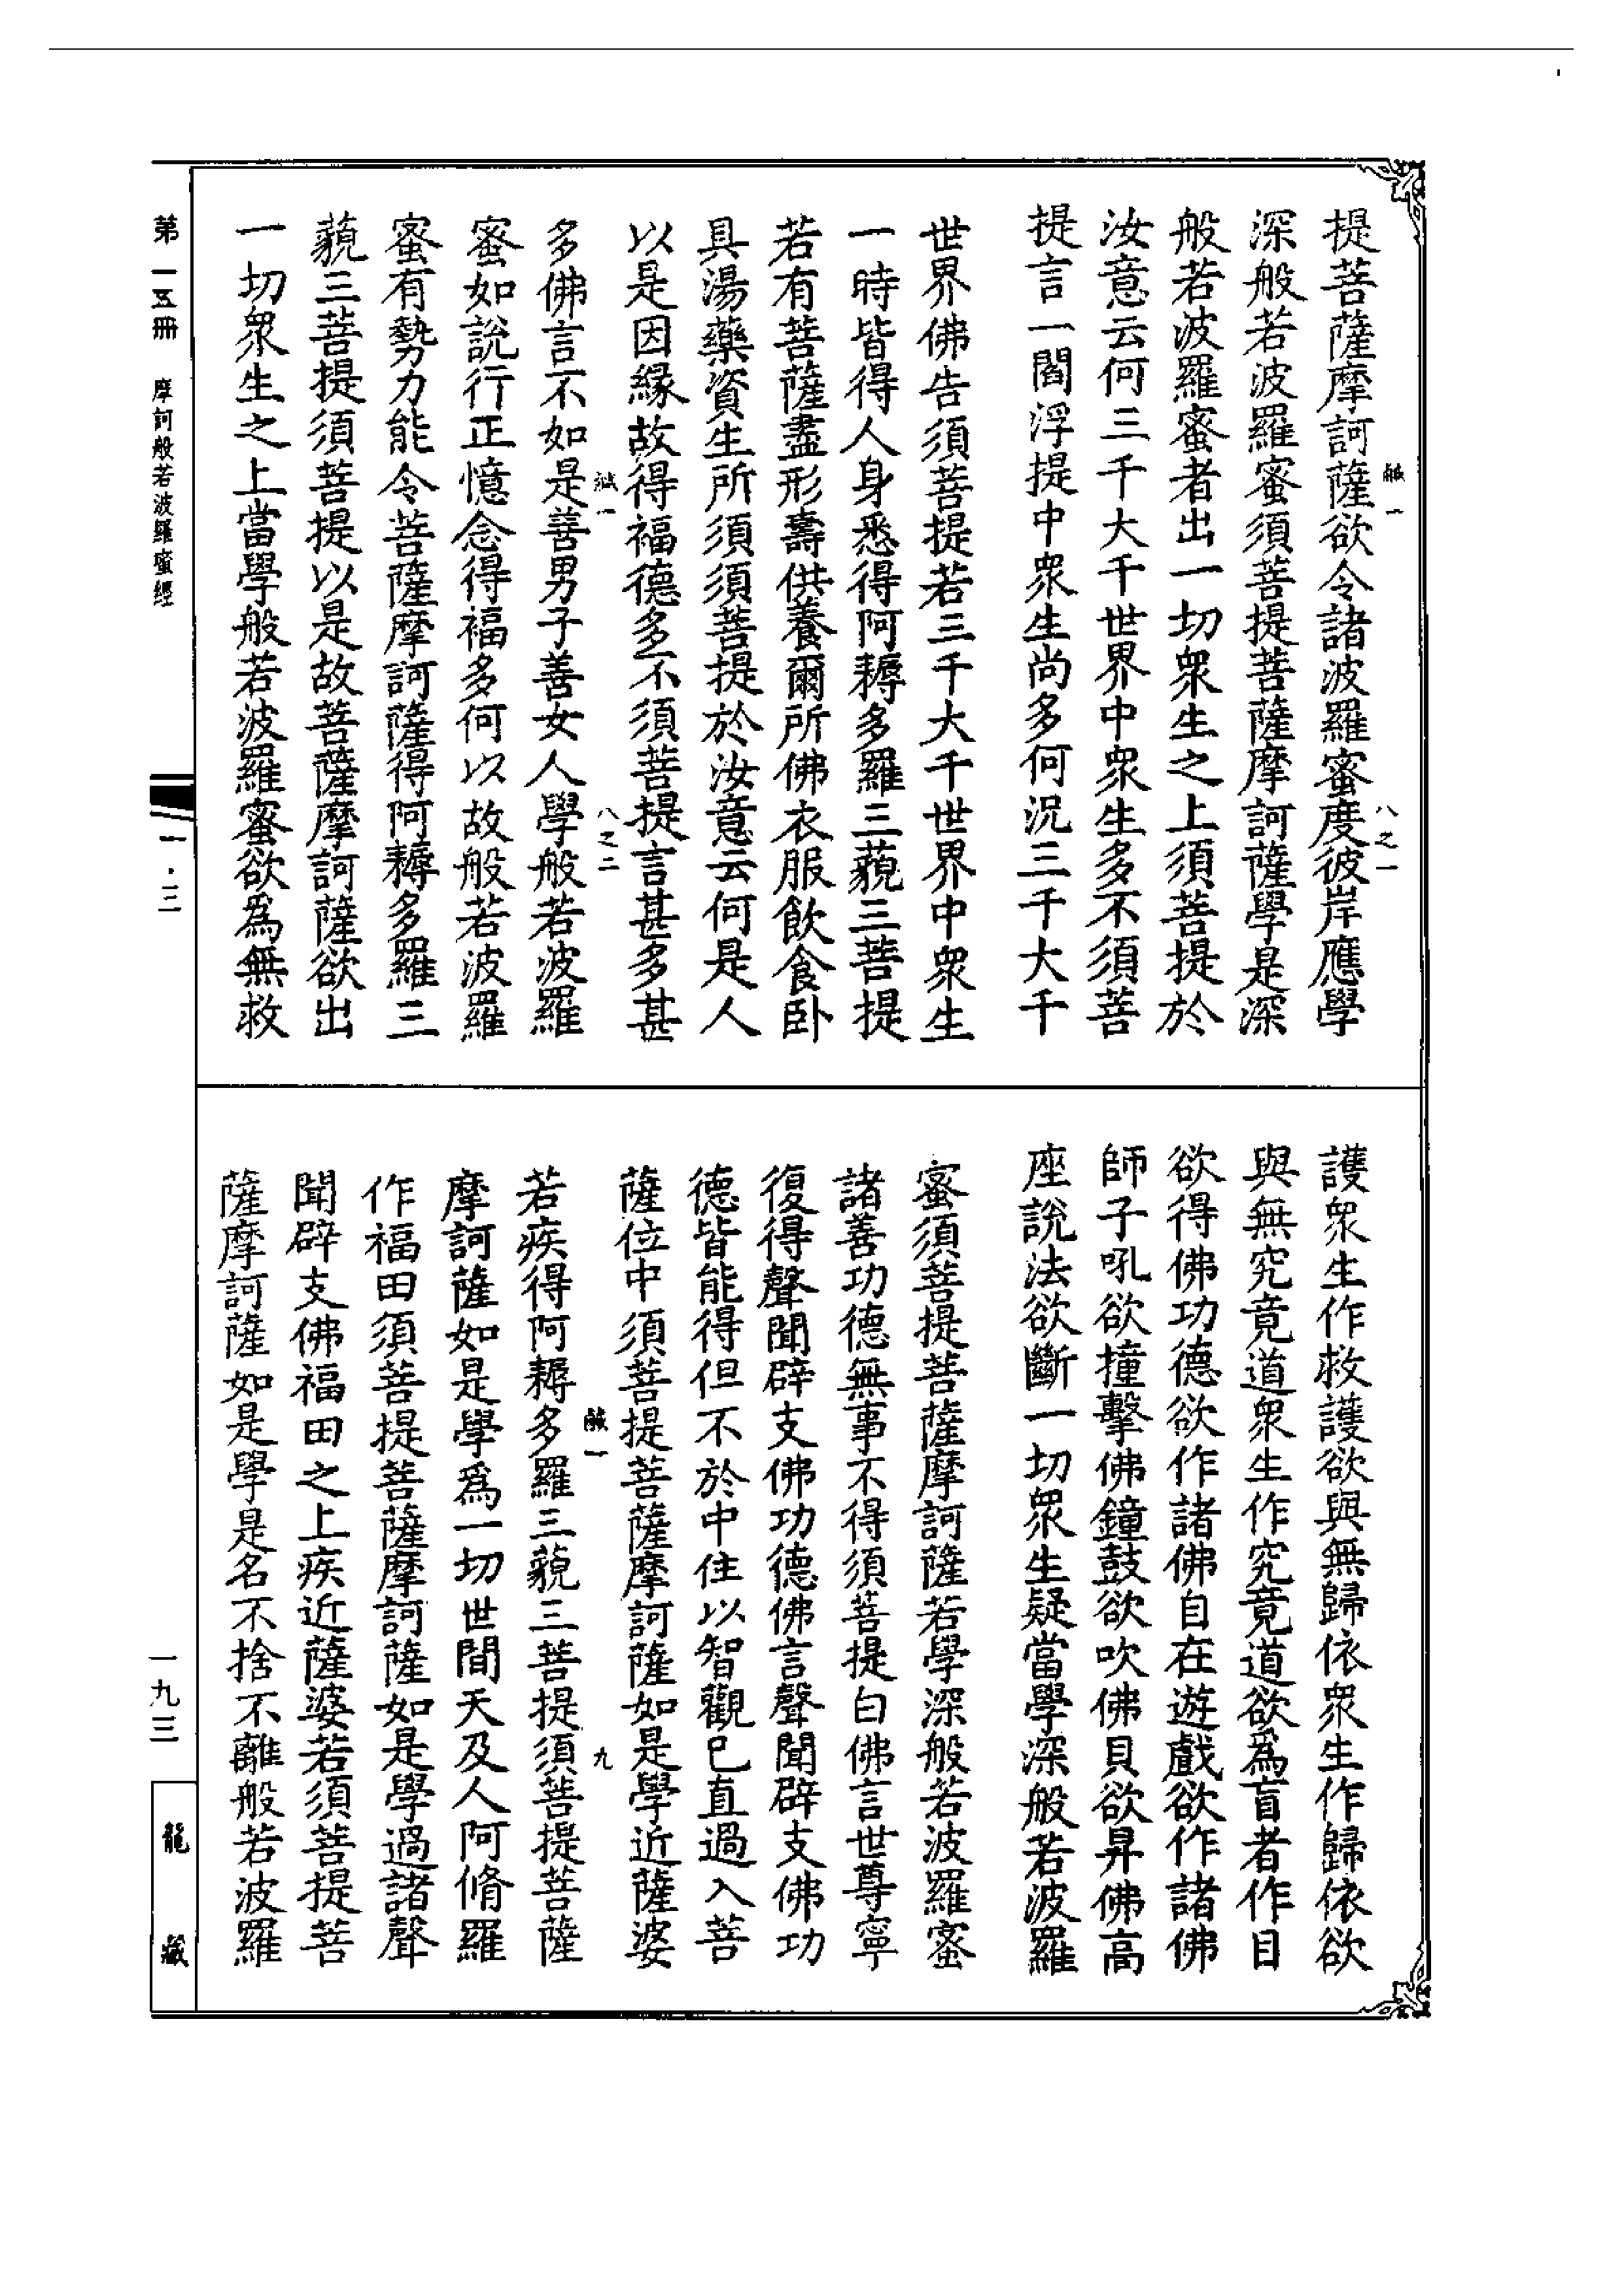 提菩薩摩訶薩欲令諸波羅蜜度彼岸應學
深般若波羅蜜須菩提菩薩摩訶薩學是深
般若波羅蜜者出一切衆生之上須菩提於
汝意云何三千大千世界中衆生多不須菩
提言一閻浮提中衆生尚多何況三千大千
世界佛告須菩提若三千大千世界中衆生
一時皆得人身悉得阿耨多羅三藐三菩提
若有菩薩盡形壽供養爾所佛衣服飲食卧
具湯藥資生所須須菩提於汝意云何是人
以是因緣故得福德多不須菩提言甚多甚
多佛言不如是善男子善女人學般若波羅
蜜如說行正憶念得福多何以故般若波羅
蜜有勢力能令菩薩摩訶薩得阿耨多羅三
藐三菩提須菩提以是故菩薩摩訶薩欲出
一切衆生之上當學般若波羅蜜欲爲無救
護衆生作救護欲與無歸依衆生作歸依欲
與無究竟道衆生作究竟道欲爲盲者作目
欲得佛功德欲作諸佛自在遊戲欲作諸佛
師子吼欲撞擊佛鐘鼓欲吹佛貝欲昇佛高
座說法欲斷一切衆生疑當學深般若波羅
蜜須菩提菩薩摩訶薩若學深般若波羅蜜
諸善功德無事不得須菩提白佛言世尊寧
復得聲聞辟支佛功德佛言聲聞辟支佛功
德皆能得但不於中住以智觀已直過入菩
薩位中須菩提菩薩摩訶薩如是學近薩婆
若疾得阿耨多羅三藐三菩提須菩提菩薩
摩訶薩如是學爲一切世間天及人阿脩羅
作福田須菩提菩薩摩訶薩如是學過諸聲
聞辟支佛福田之上疾近薩婆若須菩提菩
薩摩訶薩如是學是名不捨不離般若波羅
鹹一
八之一
鹹一
八之二
鹹一
九
第一五冊 摩訶般若波羅蜜經
一·三
一九三
龍藏